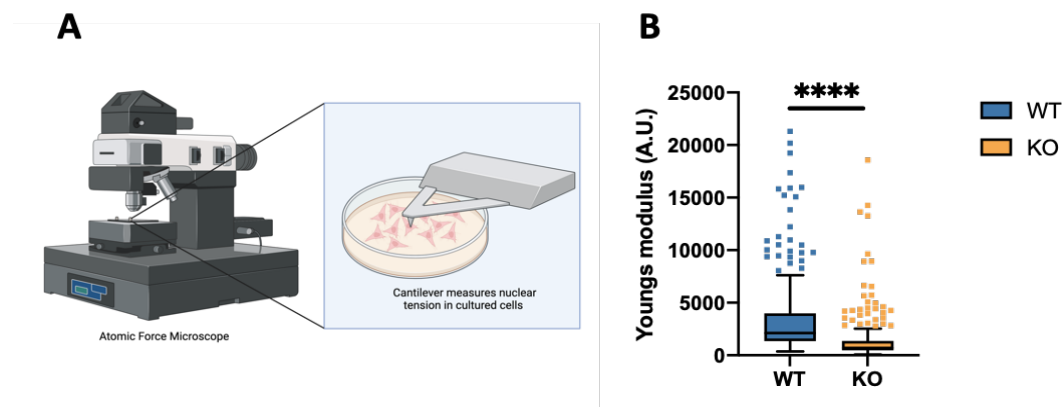 A
Atomic Force Microscope
Cantilever measures nuclear
tension in cultured cells
B
****
Youngs modulus (A.U.)
25000
20000
15000
10000
5000
0
WT
KO
WT
KO